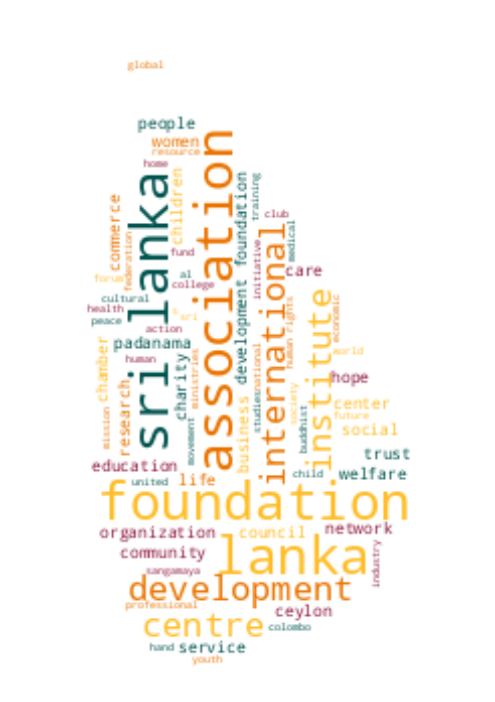 global
people
women
resource
home
sri lanka
association
children
commerce
federation
development foundation
training
club
medical
initiative
international
fund
al
college
care
forum
cultural
health
peace
s
sri
action
padanama
human
chamber
mission
research
charity
ministries
movement
business
studies
national
human rights
society
buddhist
institute
economic
world
hope
center
future
social
trust
welfare
education
united
life
child
foundation
organization
council
network
community
lanka
industry
sangamaya
development
professional
ceylon
centre
colombo
hand
service
youth